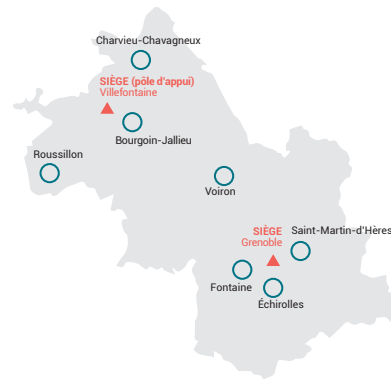 Charvieu-Chavagneux
SIÈGE (pôle d'appui)
Villefontaine
Bourgoin-Jallieu
Roussillon
Voiron
SIÈGE
Grenoble
Saint-Martin-d'Hères
Fontaine
Échirolles